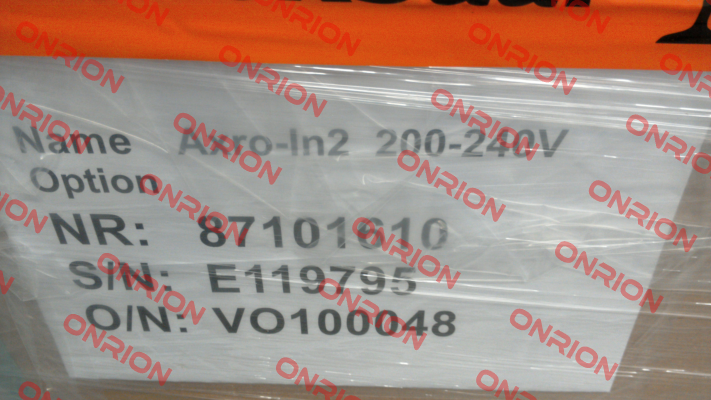 Name Axro-In2 200-240V
Option
NR: 87101610
S/N: E119795
O/N: VO100048
ONRION